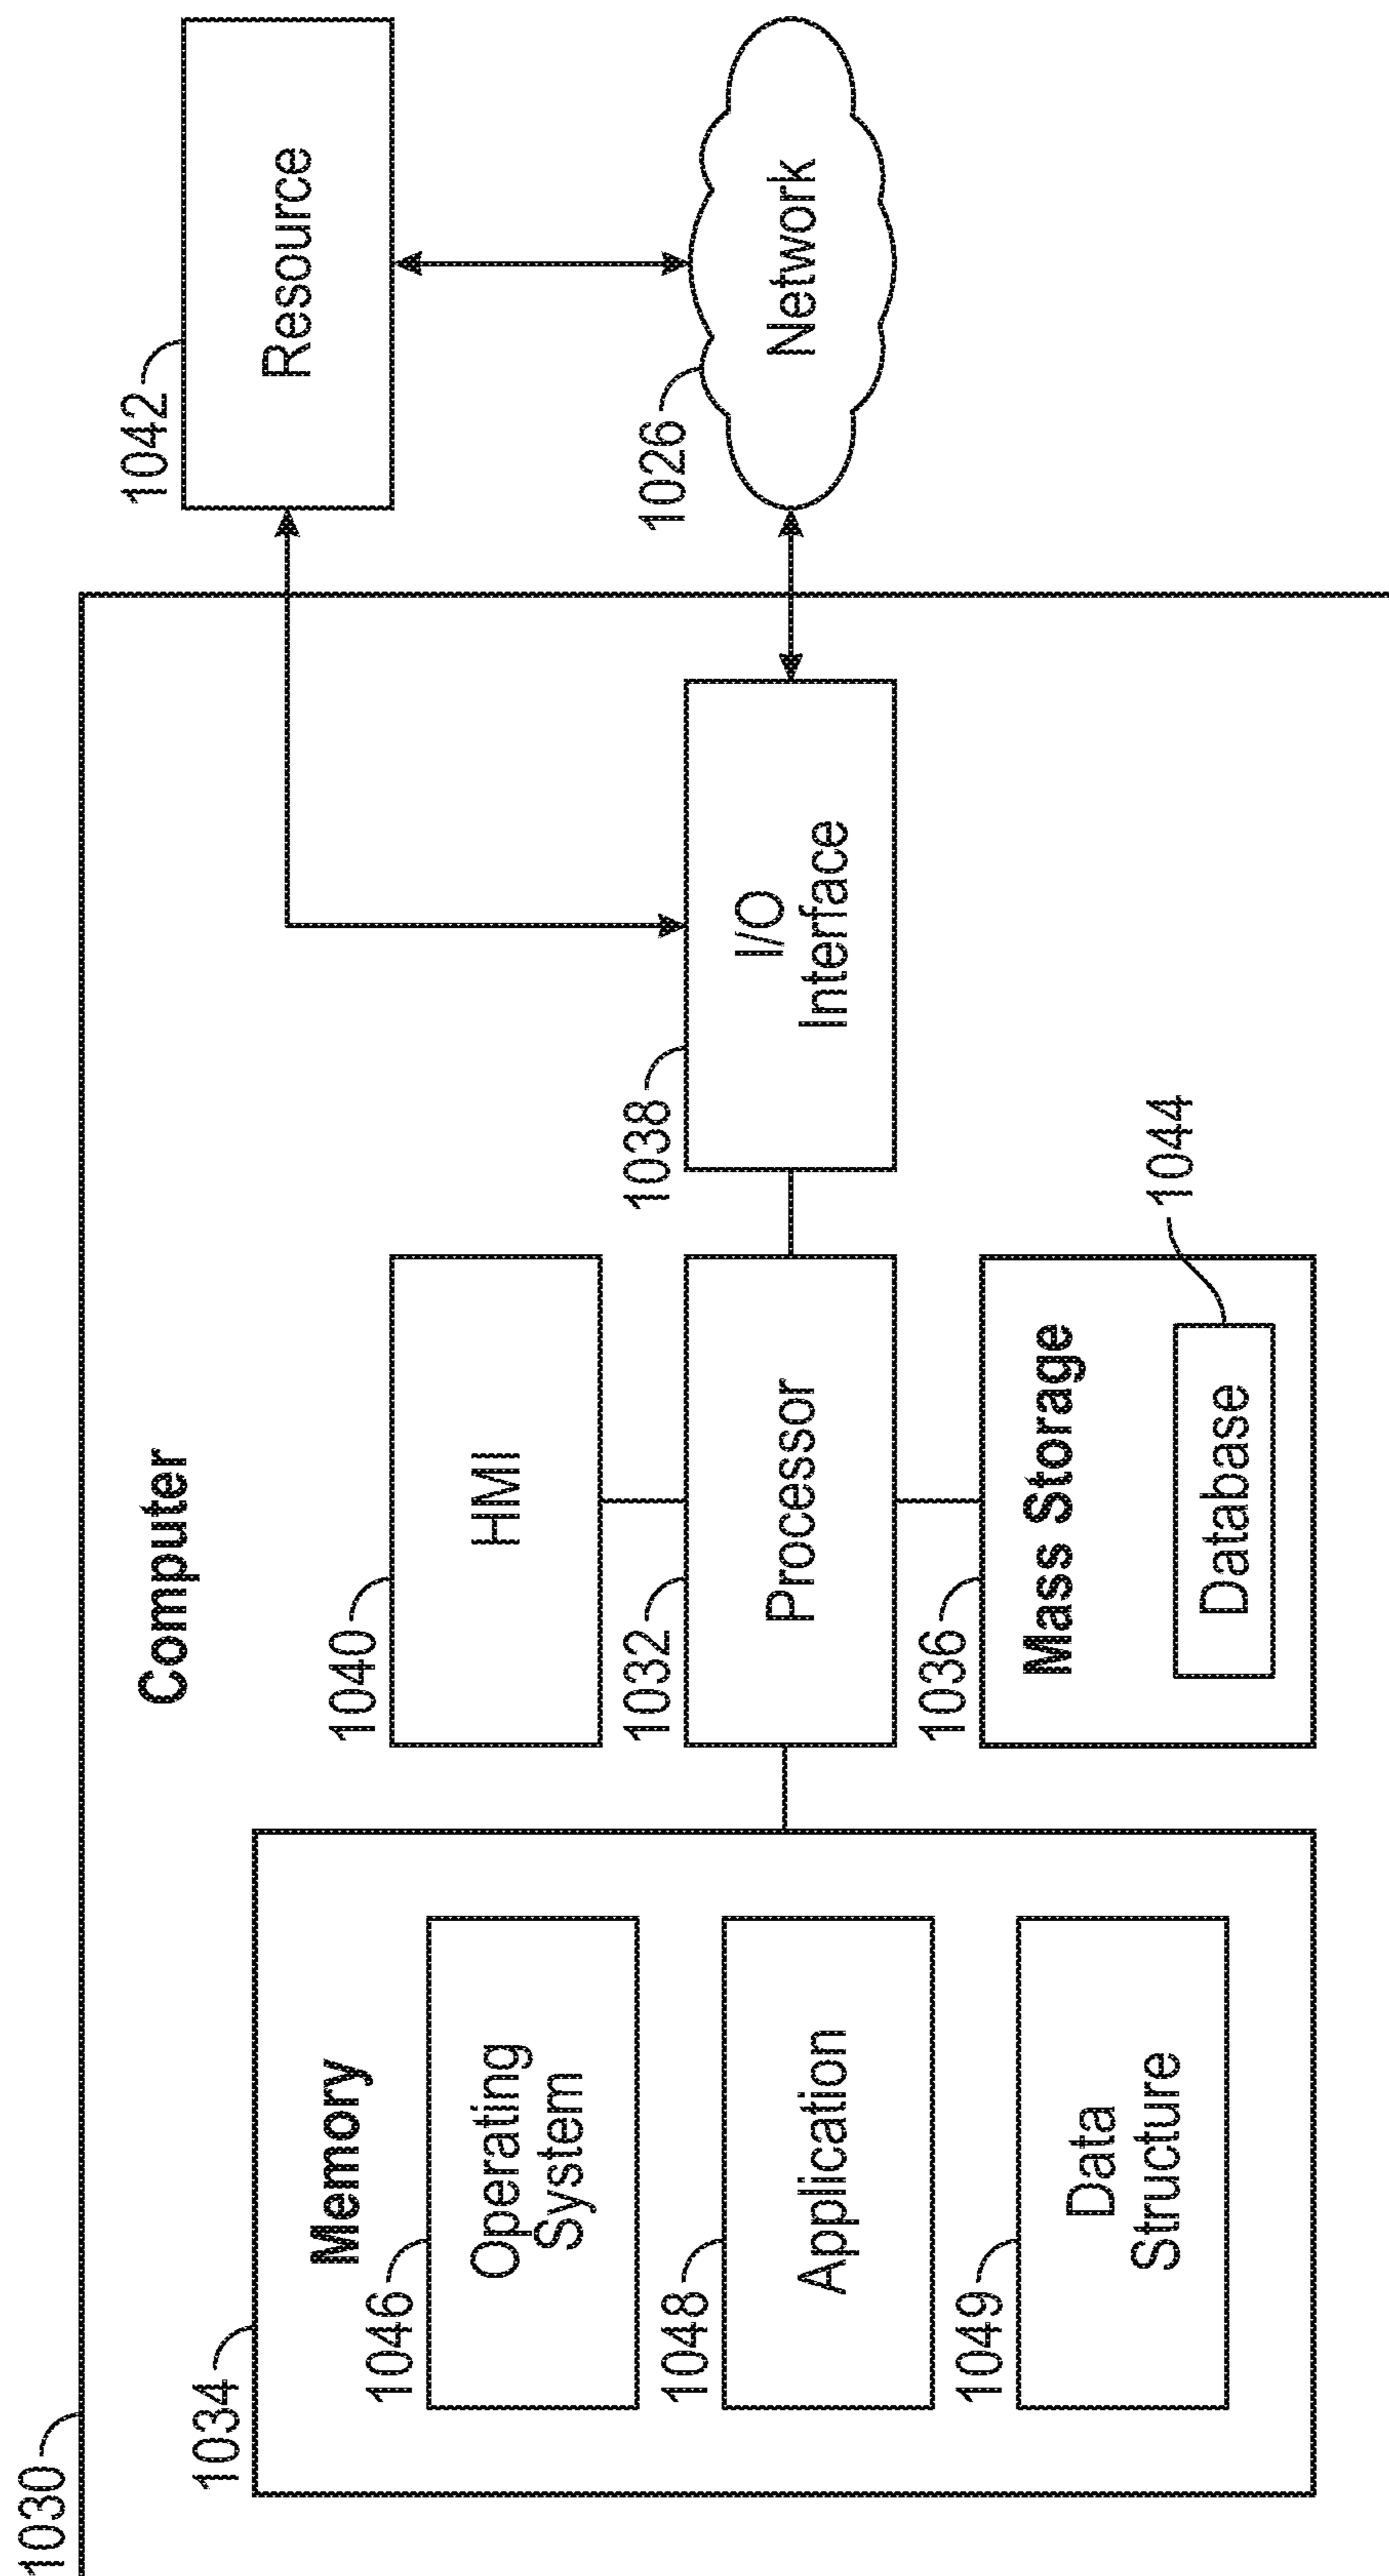 1030
Computer
1034
Memory
1046
Operating
System
1048
Application
1049
Data
Structure
1040
HMI
1032
Processor
1036
Mass Storage
Database
1044
1038
I/O
Interface
1042
Resource
1026
Network